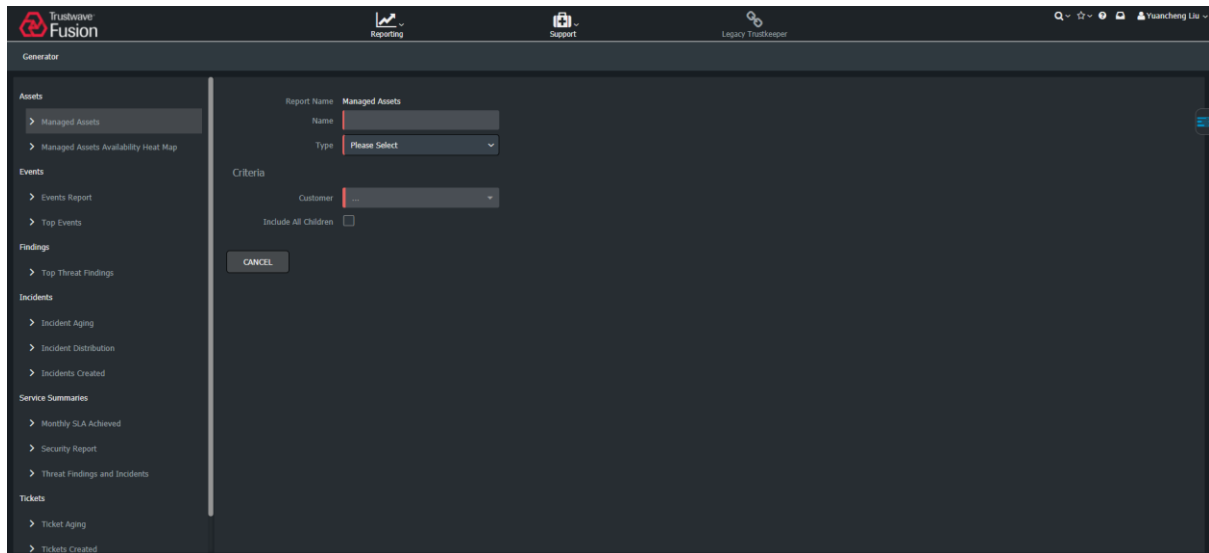 Trustwave
Fusion
Reporting
Support
Legacy Trustkeeper
Yuancheng Liu
Generator
Assets
Managed Assets
Managed Assets Availability Heat Map
Events
Events Report
Top Events
Findings
Top Threat Findings
Incidents
Incident Aging
Incident Distribution
Incidents Created
Service Summaries
Monthly SLA Achieved
Security Report
Threat Findings and Incidents
Tickets
Ticket Aging
Tickets Created
Report Name Managed Assets
Name
Type Please Select
Criteria
Customer ...
Include All Children
CANCEL